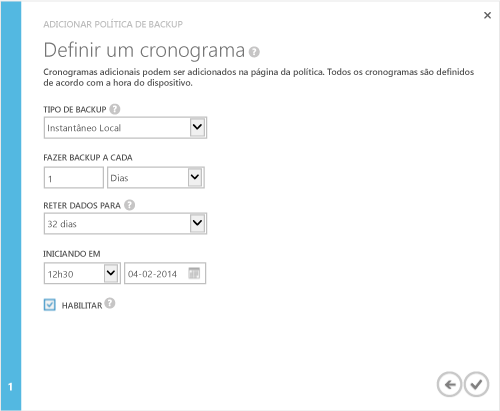 ADICIONAR POLÍTICA DE BACKUP
Definir um cronograma ?
Cronogramas adicionais podem ser adicionados na página da política. Todos os cronogramas são definidos
de acordo com a hora do dispositivo.
TIPO DE BACKUP ?
Instantâneo Local
FAZER BACKUP A CADA
1 Dias
RETER DADOS PARA ?
32 dias
INICIANDO EM
12h30 04-02-2014
HABILITAR ?
1